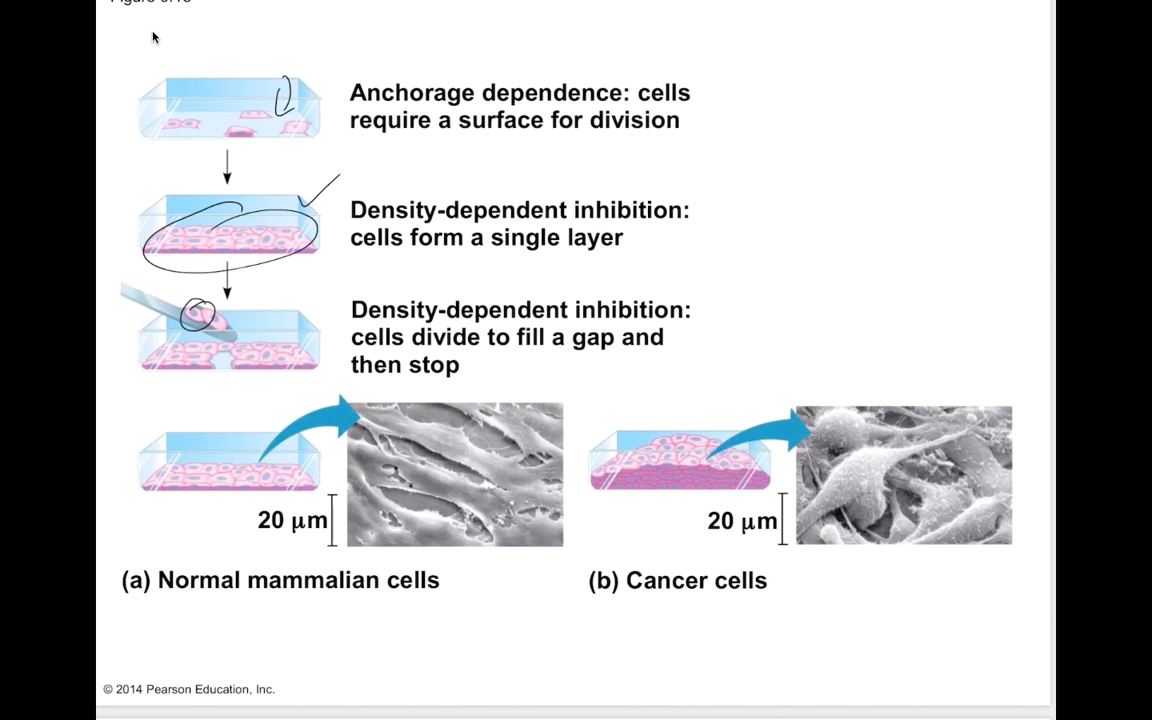 Anchorage dependence: cells
require a surface for division
Density-dependent inhibition:
cells form a single layer
Density-dependent inhibition:
cells divide to fill a gap and
then stop
20 μm
20 μm
(a) Normal mammalian cells
(b) Cancer cells
© 2014 Pearson Education, Inc.